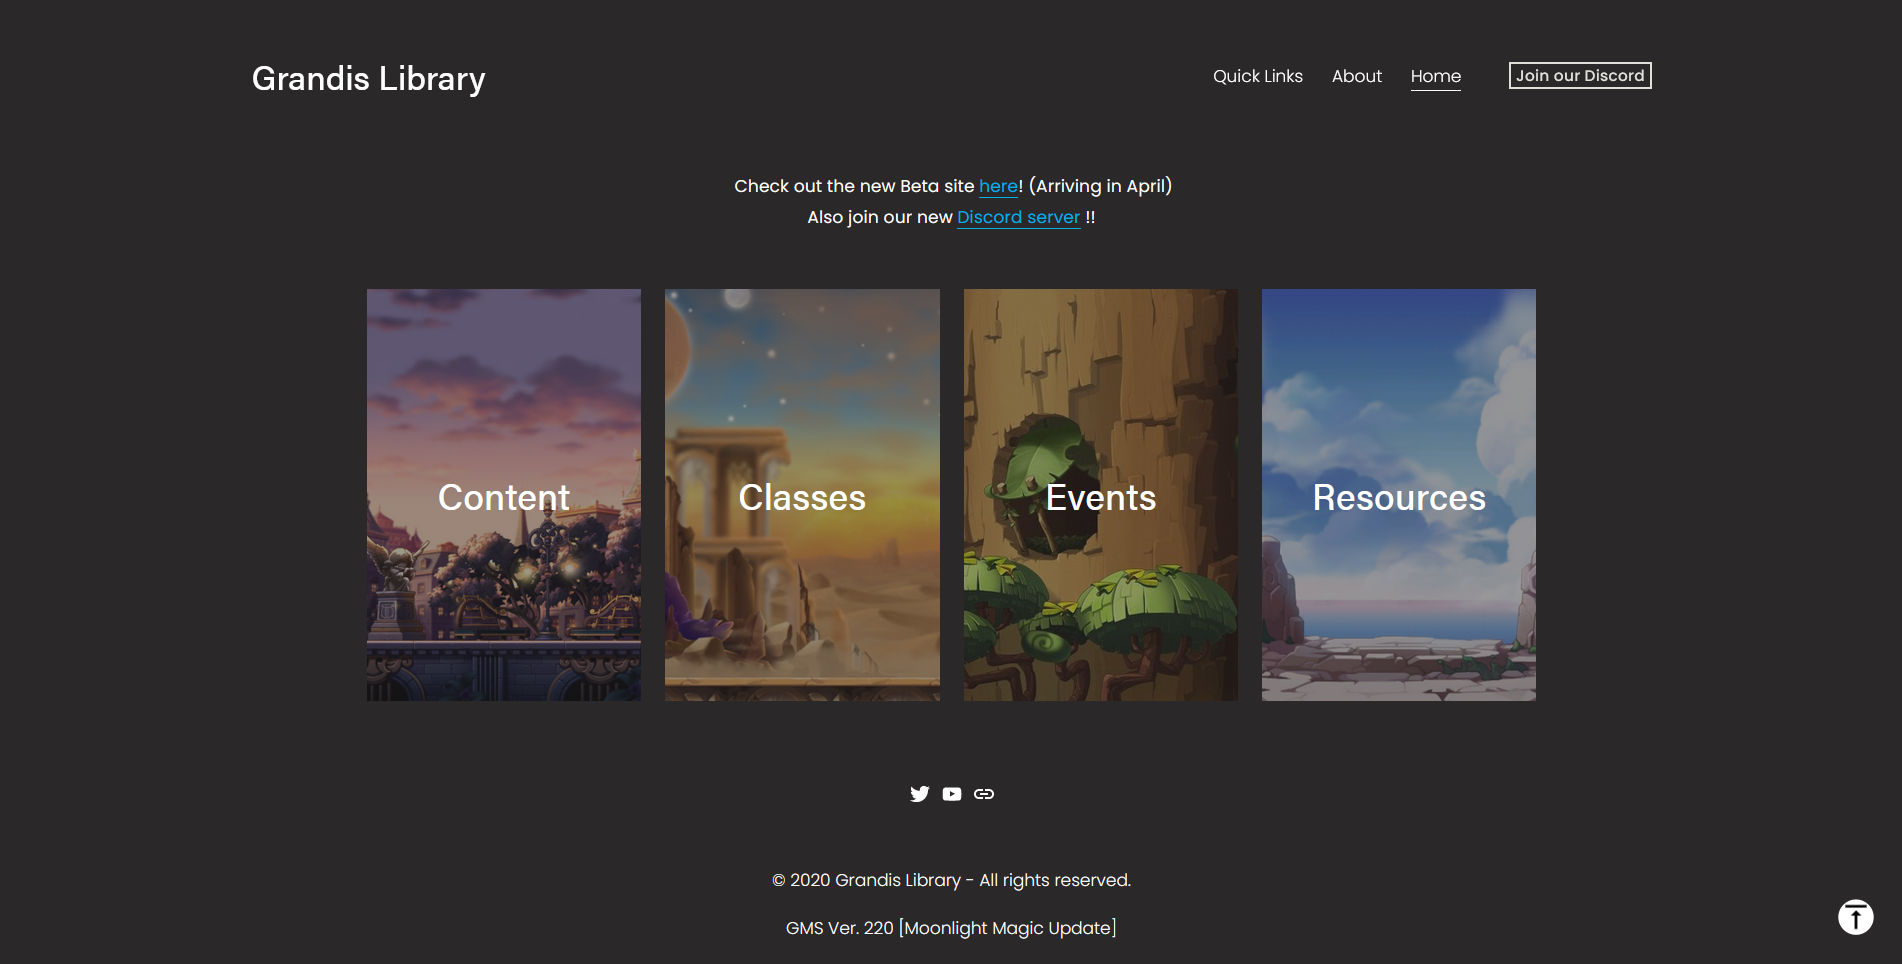 Grandis Library
Quick Links
About
Home
Join our Discord
Check out the new Beta site here! (Arriving in April)
Also join our new Discord server !!
Content
Classes
Events
Resources
© 2020 Grandis Library - All rights reserved.
GMS Ver. 220 [Moonlight Magic Update]